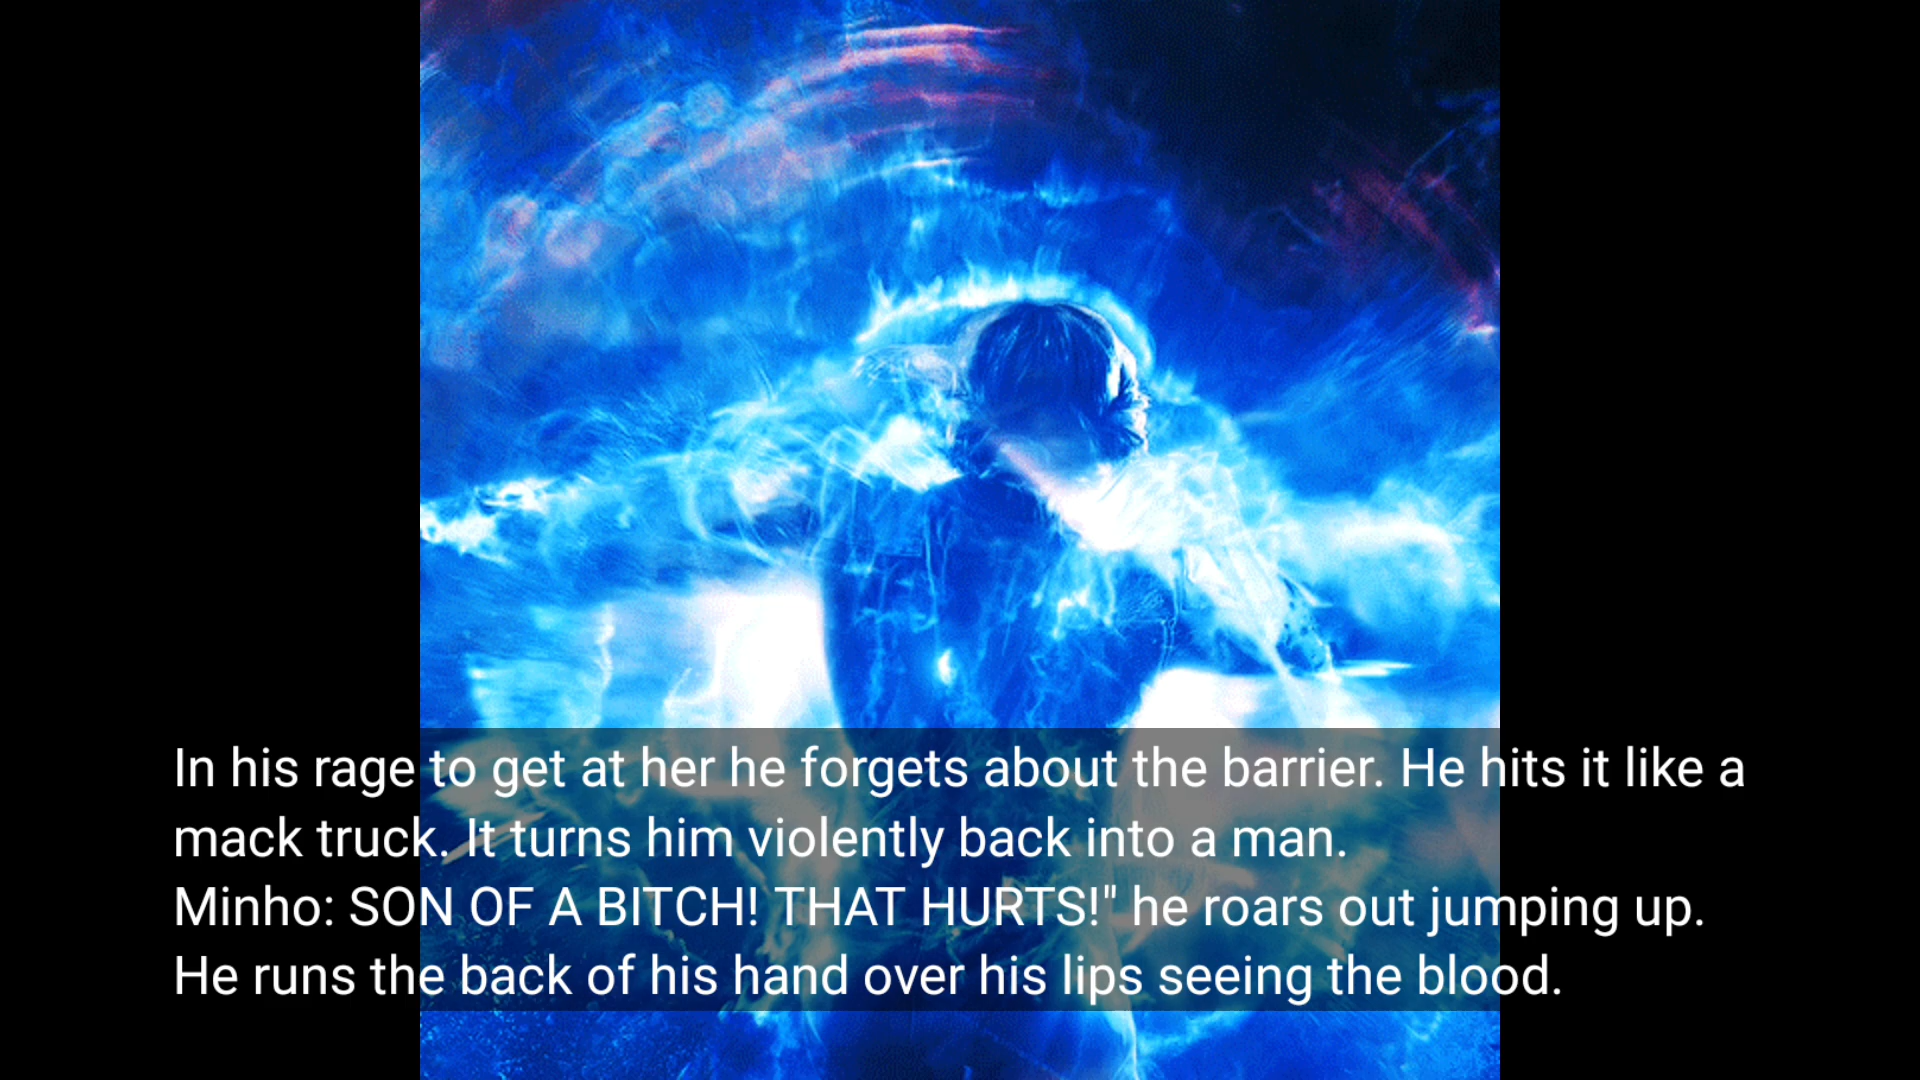 In his rage to get at her he forgets about the barrier. He hits it like a
mack truck. It turns him violently back into a man.
Minho: SON OF A BITCH! THAT HURTS!" he roars out jumping up.
He runs the back of his hand over his lips seeing the blood.